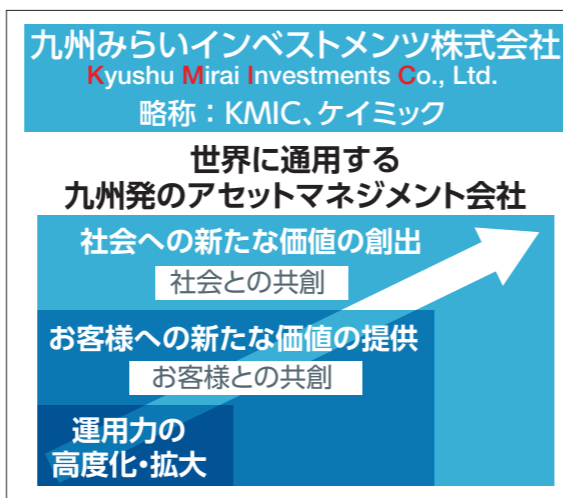 九州みらいインベストメンツ株式会社
Kyushu Mirai Investments Co., Ltd.
略称：KMIC、ケイミック
世界に通用する
九州発のアセットマネジメント会社
社会への新たな価値の創出
社会との共創
お客様への新たな価値の提供
お客様との共創
運用力の
高度化・拡大